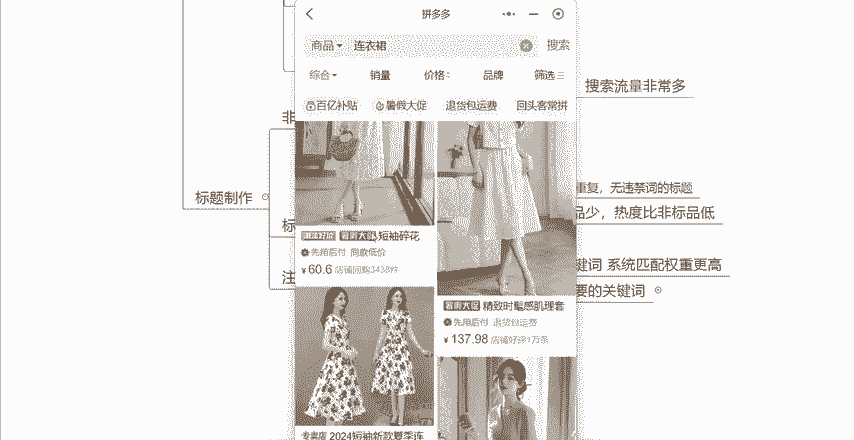 拼多多
商品 连衣裙 搜索
综合 销量 价格 品牌 筛选
百亿补贴 暑假大促 退货包运费 回头客常拼
搜索流量非常多
非
标题制作
重复，无违禁词的标题
品少，热度比非标品低
标
键词 系统匹配权重更高
要的关键词
注
短袖碎花
先用后付 同款低价
¥60.6 店铺回购3438件
暑假大促 精致时髦感肌理套
先用后付 退货包运费
¥137.98 店铺好评1万条
专卖店 2024短袖新款夏季连